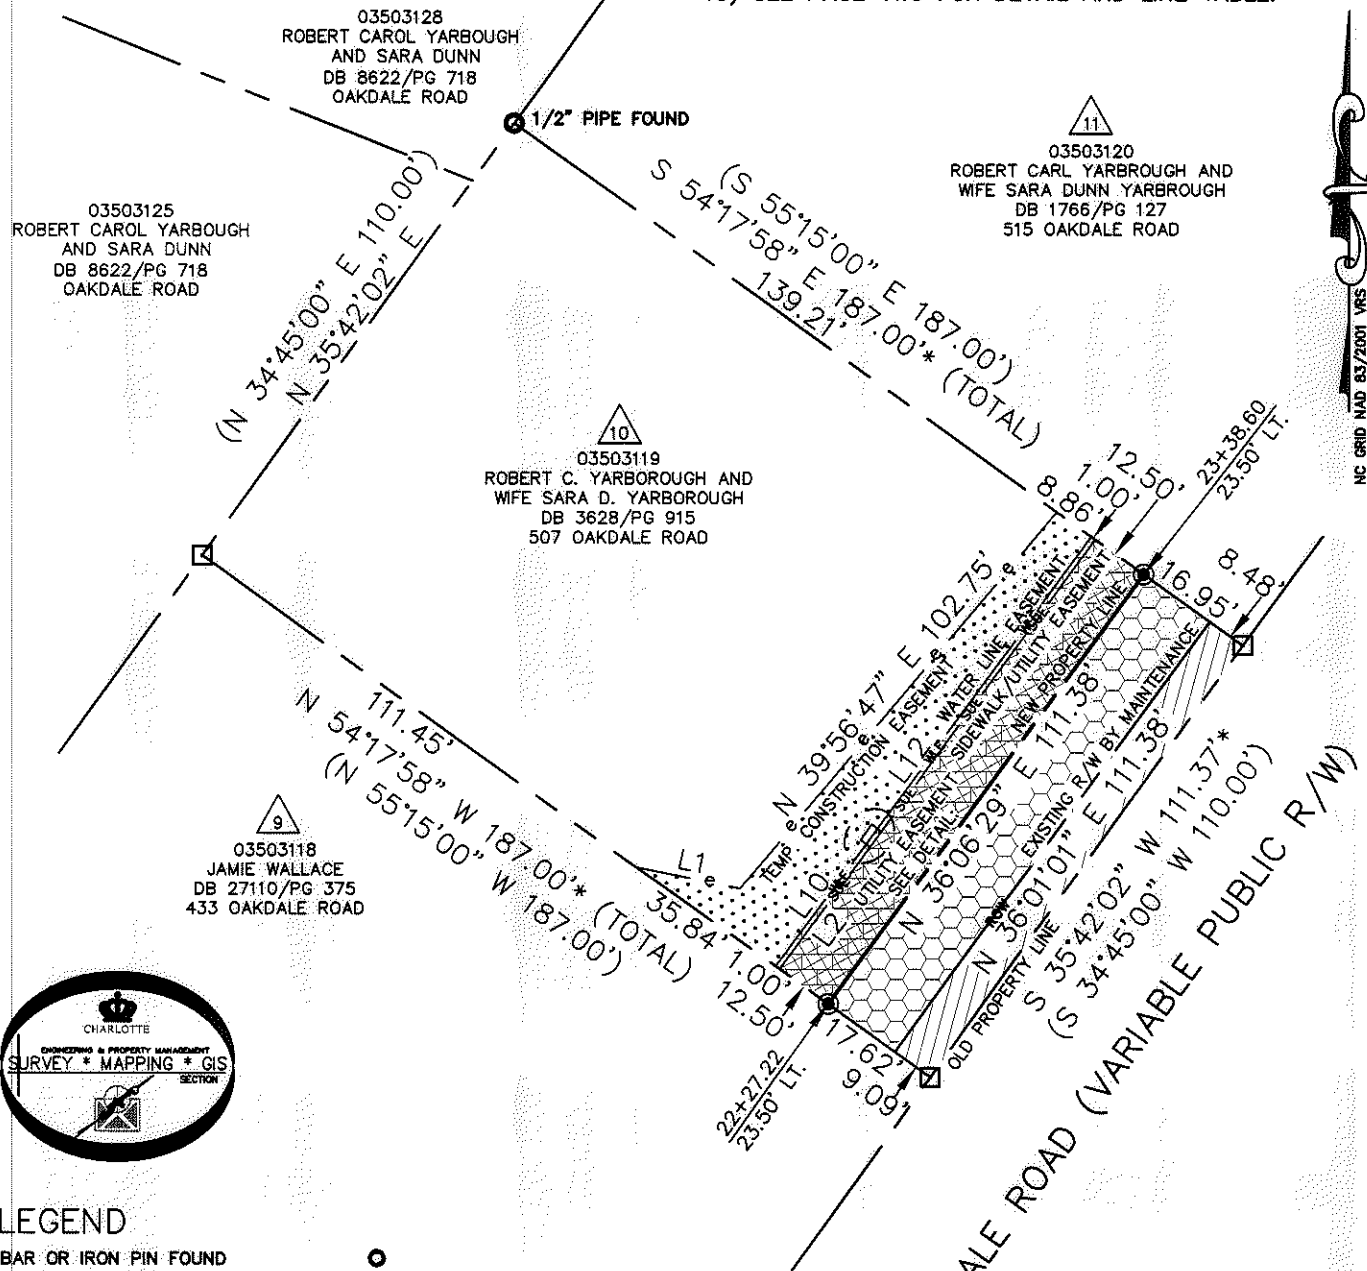 03503128
ROBERT CAROL YARBOUGH
AND SARA DUNN
DB 8622/PG 718
OAKDALE ROAD
1/2" PIPE FOUND
11
03503120
ROBERT CARL YARBROUGH AND
WIFE SARA DUNN YARBROUGH
DB 1766/PG 127
515 OAKDALE ROAD
NC GRID NAD 83/2001 VRS
03503125
ROBERT CAROL YARBOUGH
AND SARA DUNN
DB 8622/PG 718
OAKDALE ROAD
(N 34°45'00" E 110.00')
N 35°42'02" E
(S 55°15'00" E 187.00')
S 54°17'58" E 187.00'* (TOTAL)
139.21'
10
03503119
ROBERT C. YARBOROUGH AND
WIFE SARA D. YARBOROUGH
DB 3628/PG 915
507 OAKDALE ROAD
8.86'
1.00'
12.50'
23+38.60
23.50' LT.
16.95'
8.48'
N 39°56'47" E 102.75'
TEMP. CONSTRUCTION EASEMENT
L12
WATER LINE EASEMENT
SIDEWALK/UTILITY EASEMENT
NEW PROPERTY LINE
L10
L2
UTILITY EASEMENT
SEE DETAIL
N 36°06'29" E 111.38'
EXISTING R/W BY MAINTENANCE
ROW
N 36°01'01" E 111.38'
OLD PROPERTY LINE
S 35°42'02" W 111.37'*
(S 34°45'00" W 110.00')
111.45'
N 54°17'58" W 187.00'* (TOTAL)
(N 55°15'00" W 187.00')
L1
35.84'
1.00'
12.50'
17.62'
9.09'
22+27.22
23.50' LT.
9
03503118
JAMIE WALLACE
DB 27110/PG 375
433 OAKDALE ROAD
ALE ROAD (VARIABLE PUBLIC R/W)
CHARLOTTE
ENGINEERING & PROPERTY MANAGEMENT
SURVEY * MAPPING * GIS
SECTION
LEGEND
BAR OR IRON PIN FOUND